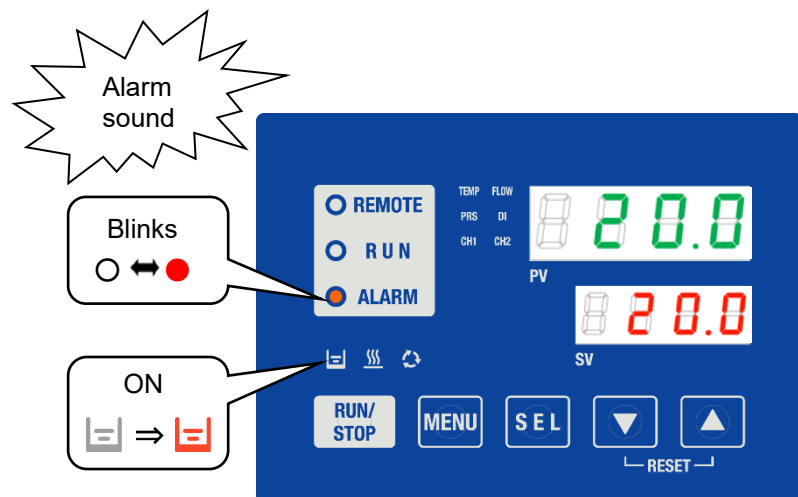 Alarm
sound
Blinks
ON
REMOTE
RUN
ALARM
TEMP FLOW
PRS DI
CH1 CH2
20.0
PV
20.0
SV
RUN/
STOP
MENU
SEL
RESET